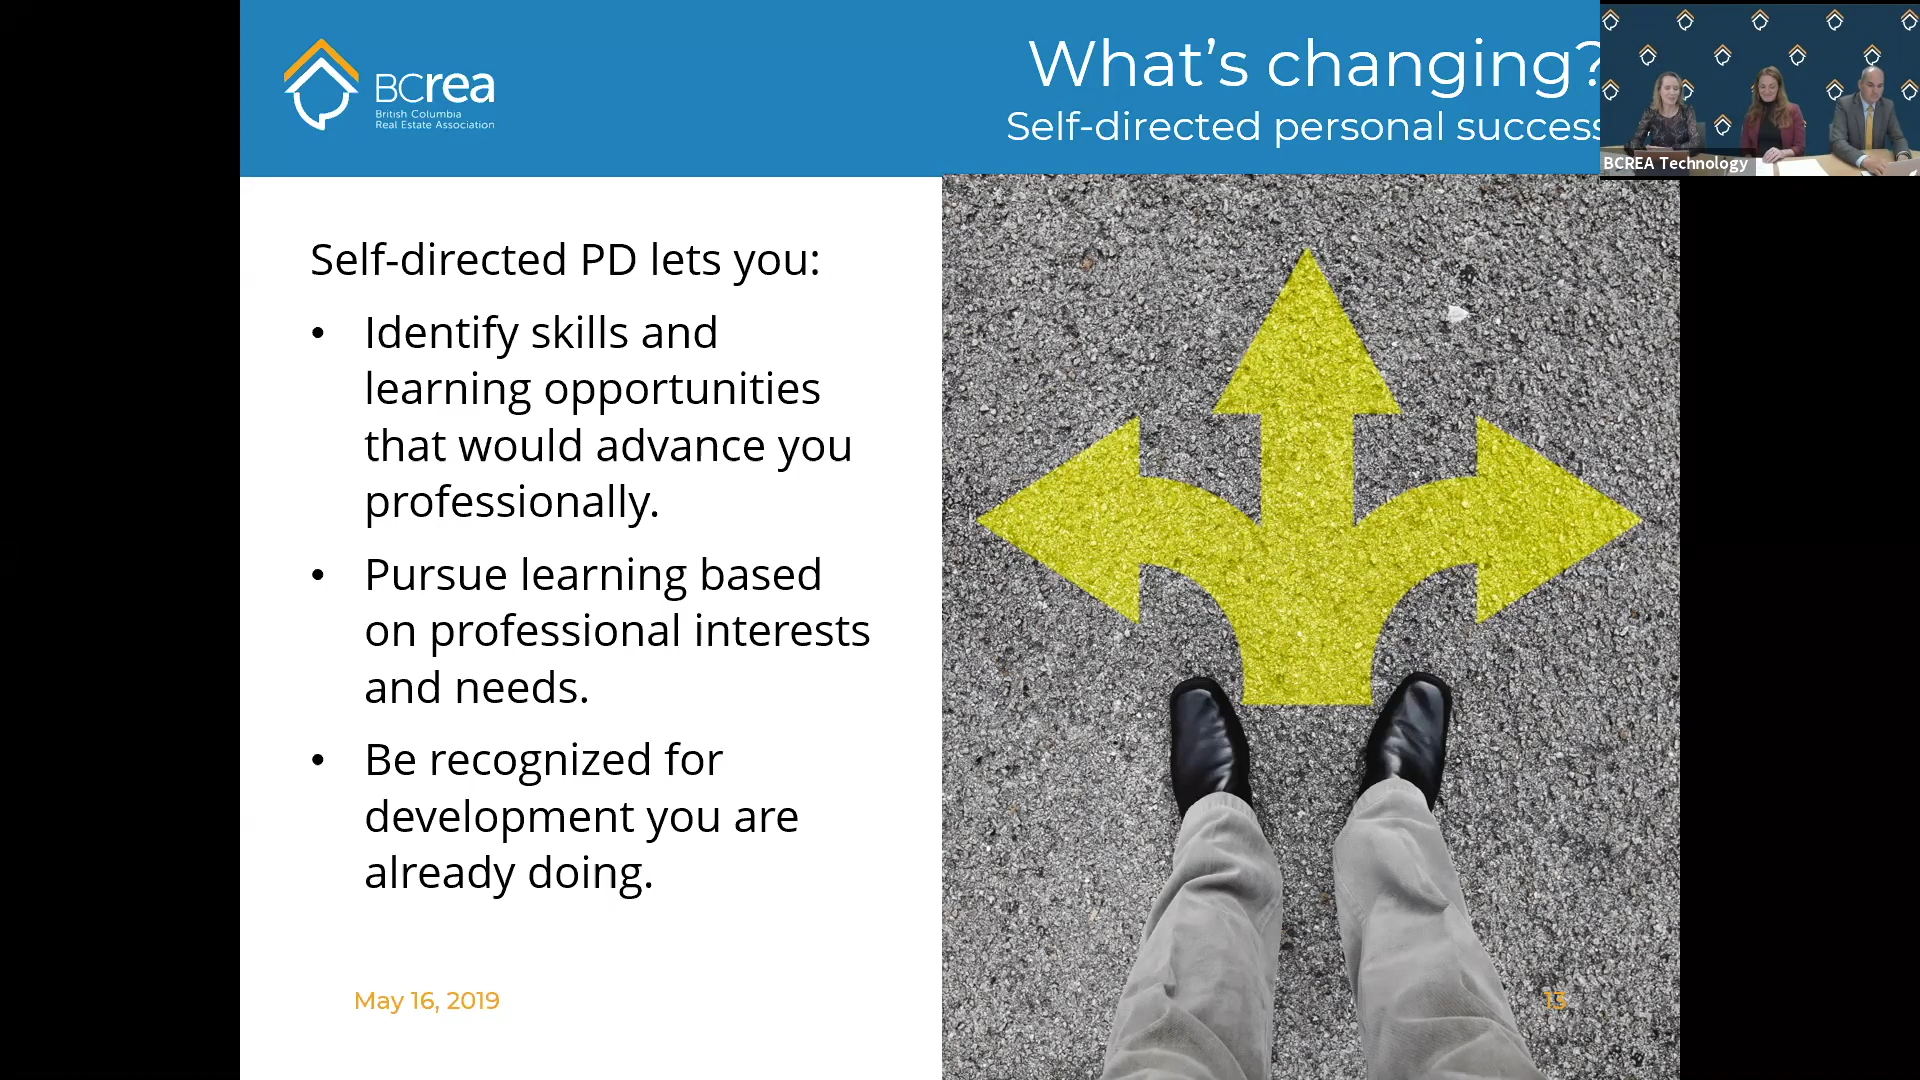 BCrea
British Columbia
Real Estate Association
What's changing?
Self-directed personal success
BCREA Technology
Self-directed PD lets you:
• Identify skills and
learning opportunities
that would advance you
professionally.
• Pursue learning based
on professional interests
and needs.
• Be recognized for
development you are
already doing.
May 16, 2019
13